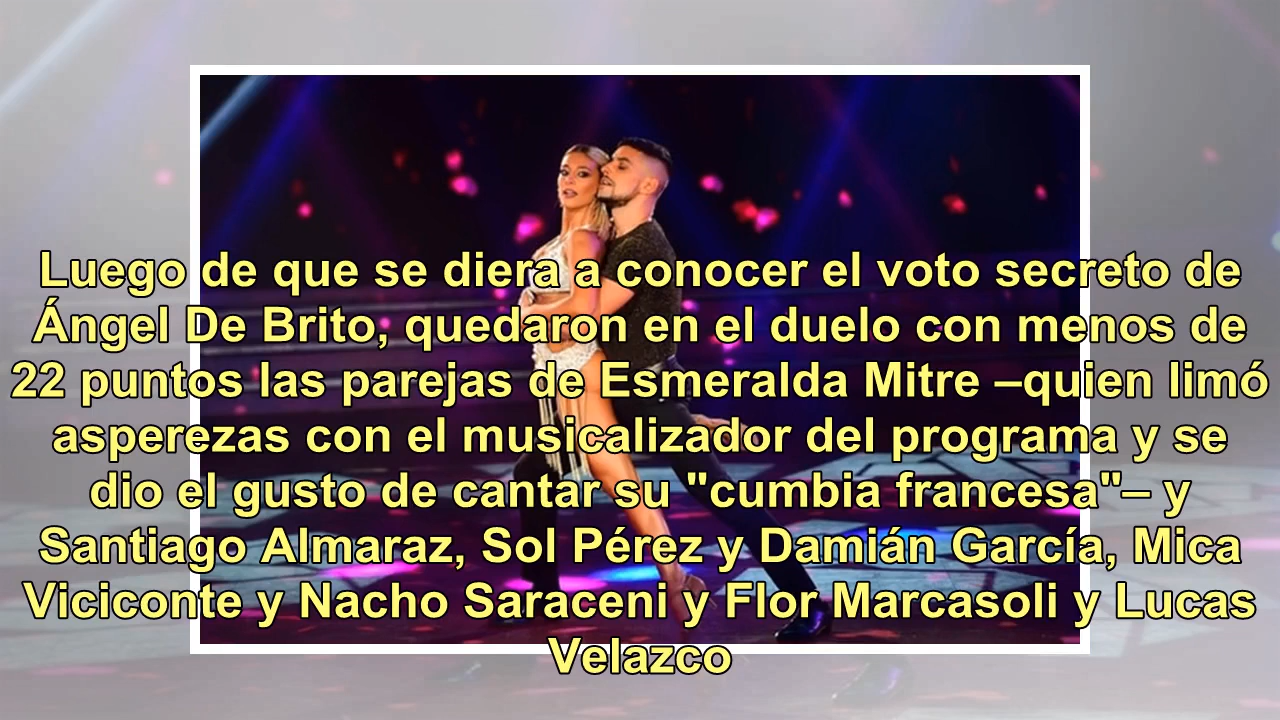 Luego de que se diera a conocer el voto secreto de
Ángel De Brito, quedaron en el duelo con menos de
22 puntos las parejas de Esmeralda Mitre –quien limó
asperezas con el musicalizador del programa y se
dio el gusto de cantar su "cumbia francesa"– y
Santiago Almaraz, Sol Pérez y Damián García, Mica
Viciconte y Nacho Saraceni y Flor Marcasoli y Lucas
Velazco